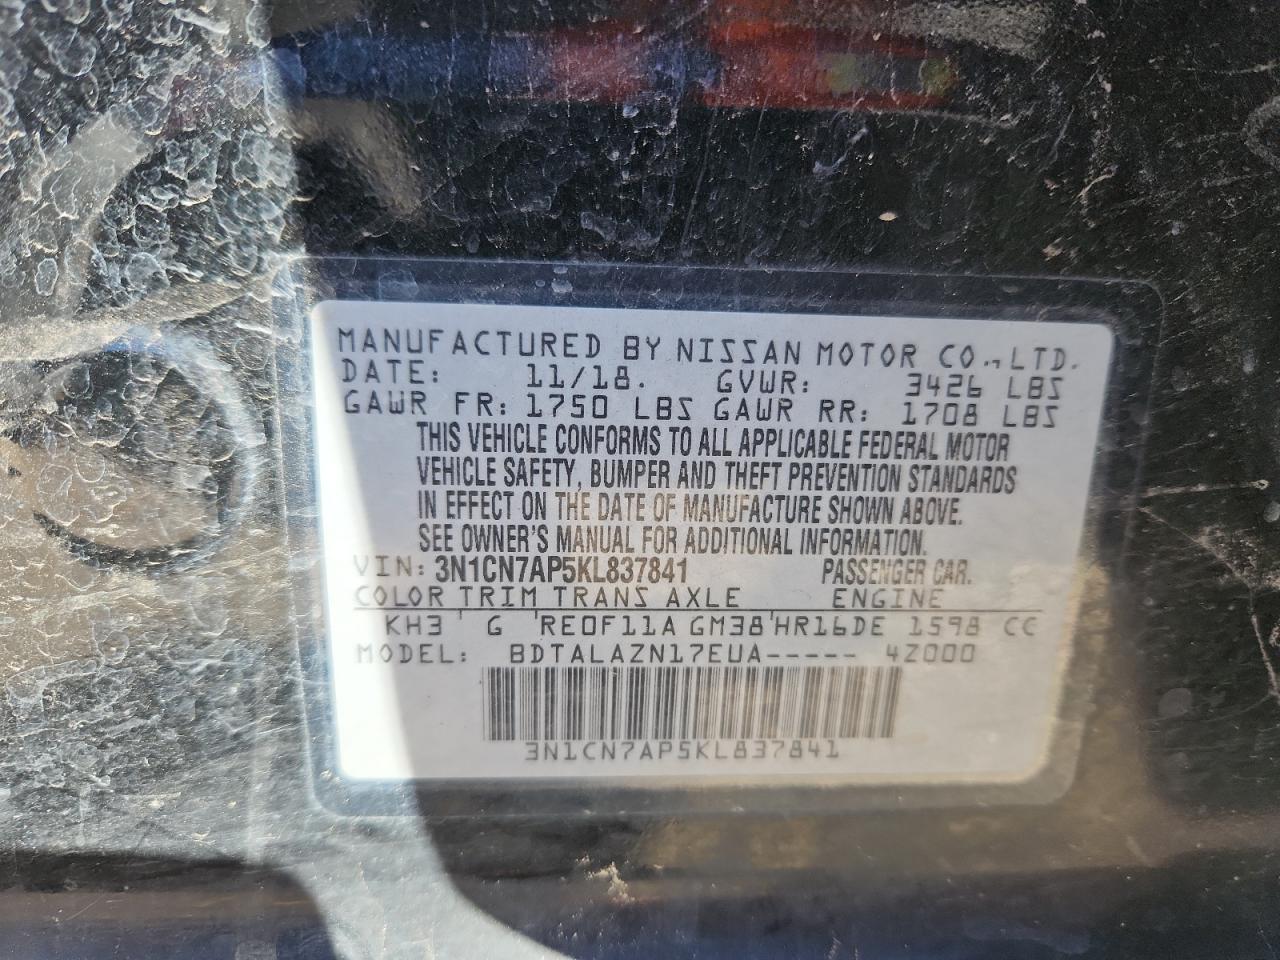 MANUFACTURED BY NISSAN MOTOR CO.,LTD.
DATE: 11/18. GVWR: 3426 LBS
GAWR FR: 1750 LBS GAWR RR: 1708 LBS
THIS VEHICLE CONFORMS TO ALL APPLICABLE FEDERAL MOTOR
VEHICLE SAFETY, BUMPER AND THEFT PREVENTION STANDARDS
IN EFFECT ON THE DATE OF MANUFACTURE SHOWN ABOVE.
SEE OWNER'S MANUAL FOR ADDITIONAL INFORMATION.
VIN: 3N1CN7AP5KL837841 PASSENGER CAR.
COLOR TRIM TRANS AXLE ENGINE
KH3 G RE0F11A GM38 HR16DE 1598 CC
MODEL: BDTALAZN17EUA----- 4Z000
3N1CN7AP5KL837841